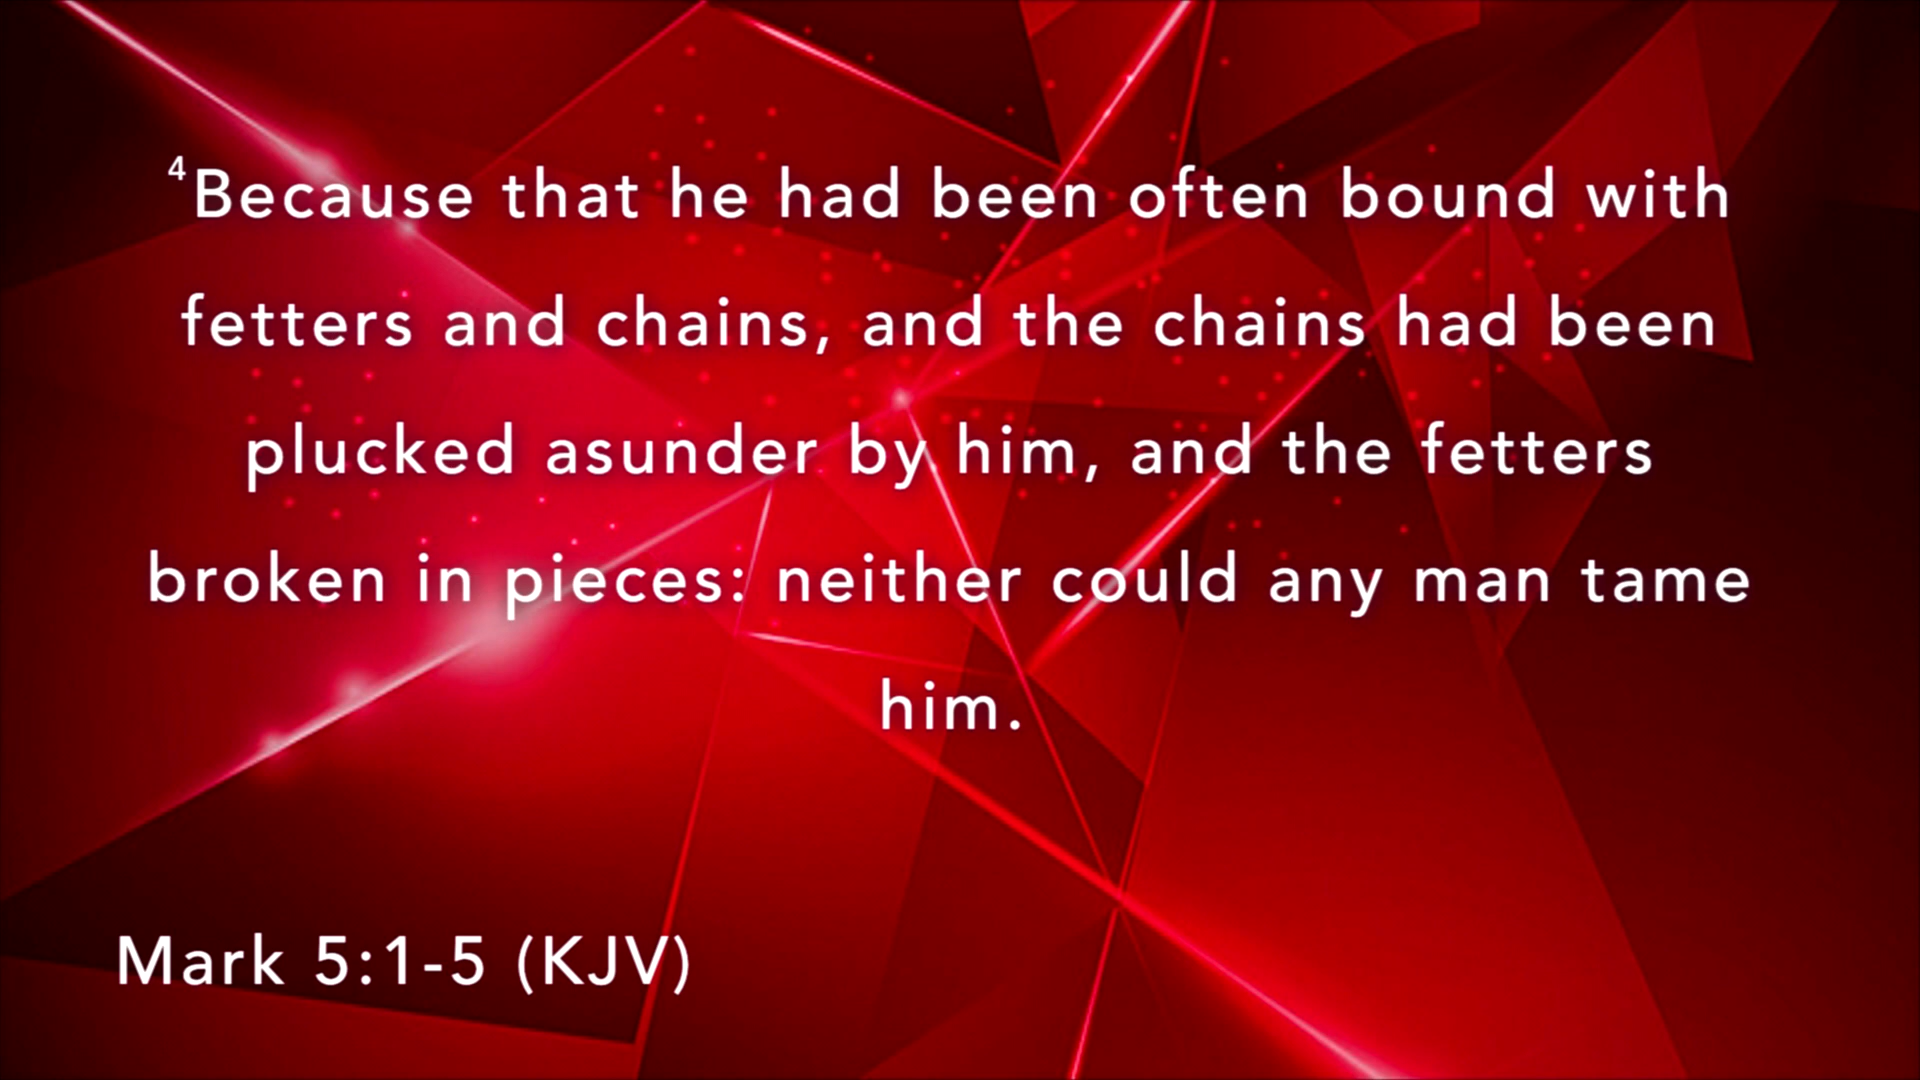 ⁴Because that he had been often bound with
fetters and chains, and the chains had been
plucked asunder by him, and the fetters
broken in pieces: neither could any man tame
him.
Mark 5:1-5 (KJV)